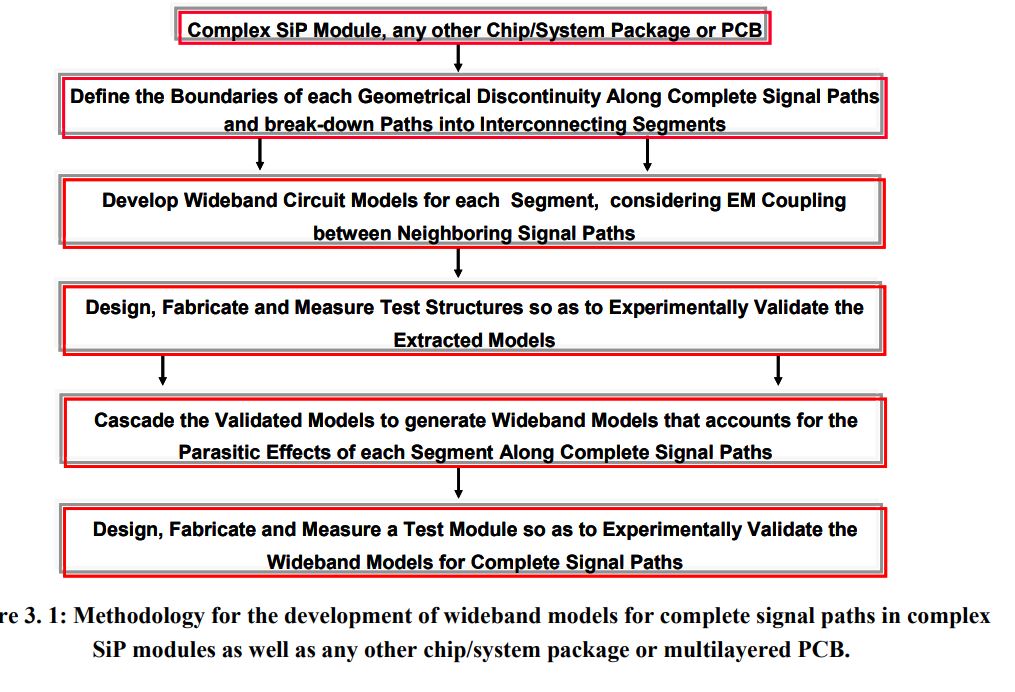 Complex SiP Module, any other Chip/System Package or PCB
Define the Boundaries of each Geometrical Discontinuity Along Complete Signal Paths
and break-down Paths into Interconnecting Segments
Develop Wideband Circuit Models for each Segment, considering EM Coupling
between Neighboring Signal Paths
Design, Fabricate and Measure Test Structures so as to Experimentally Validate the
Extracted Models
Cascade the Validated Models to generate Wideband Models that accounts for the
Parasitic Effects of each Segment Along Complete Signal Paths
Design, Fabricate and Measure a Test Module so as to Experimentally Validate the
Wideband Models for Complete Signal Paths
re 3. 1: Methodology for the development of wideband models for complete signal paths in complex
SiP modules as well as any other chip/system package or multilayered PCB.